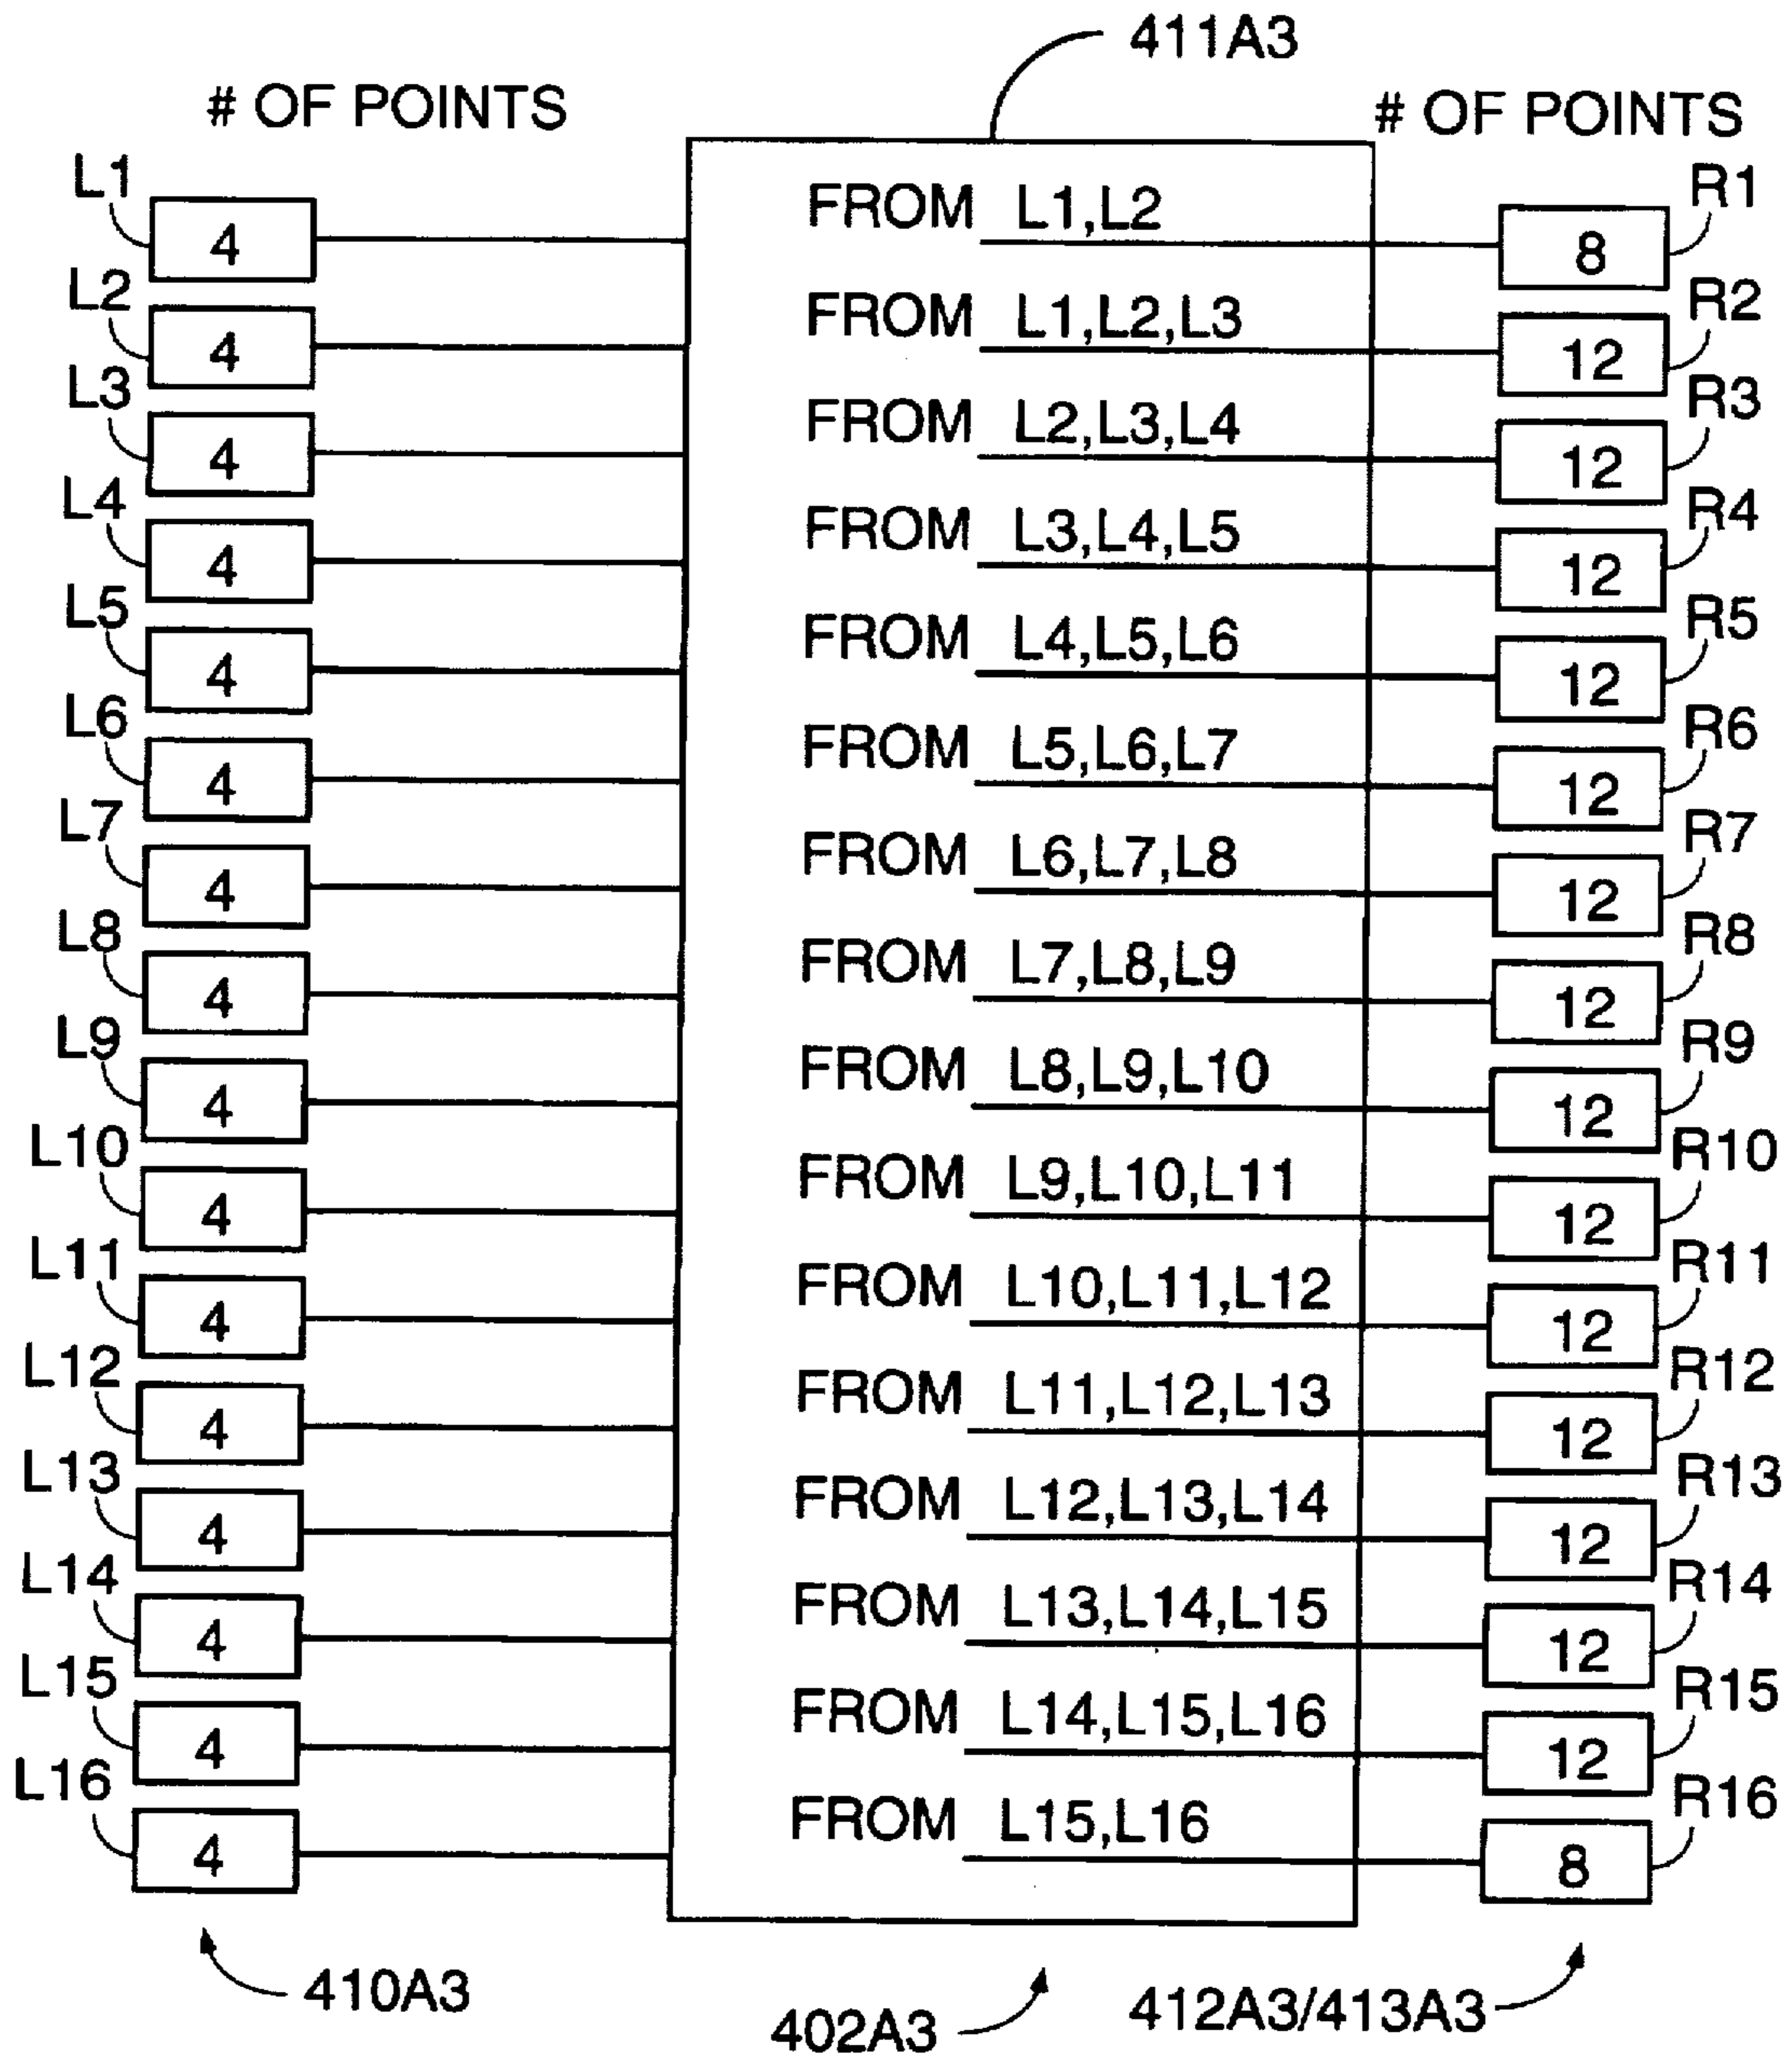 411A3
# OF POINTS
# OF POINTS
L1 4 FROM L1,L2 8 R1
L2 4 FROM L1,L2,L3 12 R2
L3 4 FROM L2,L3,L4 12 R3
L4 4 FROM L3,L4,L5 12 R4
L5 4 FROM L4,L5,L6 12 R5
L6 4 FROM L5,L6,L7 12 R6
L7 4 FROM L6,L7,L8 12 R7
L8 4 FROM L7,L8,L9 12 R8
L9 4 FROM L8,L9,L10 12 R9
L10 4 FROM L9,L10,L11 12 R10
L11 4 FROM L10,L11,L12 12 R11
L12 4 FROM L11,L12,L13 12 R12
L13 4 FROM L12,L13,L14 12 R13
L14 4 FROM L13,L14,L15 12 R14
L15 4 FROM L14,L15,L16 12 R15
L16 4 FROM L15,L16 8 R16
410A3
402A3
412A3/413A3